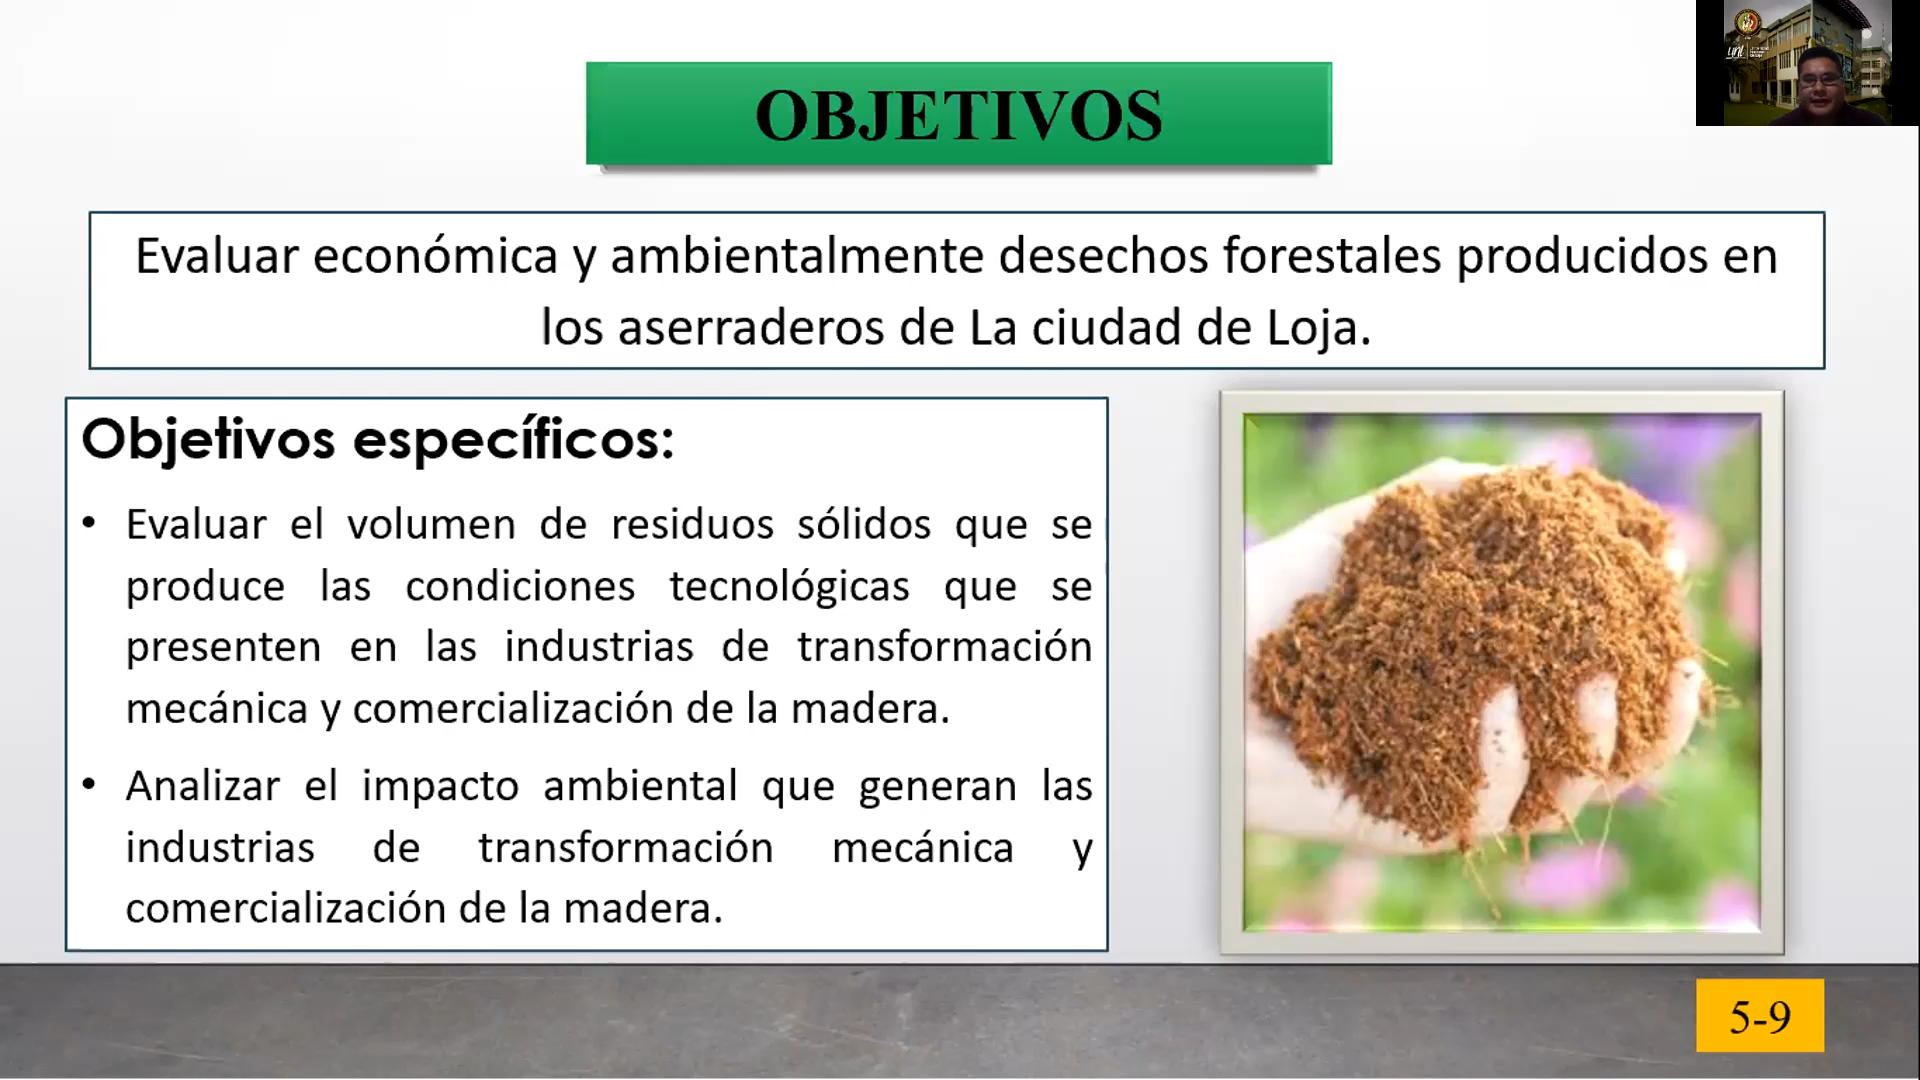 OBJETIVOS
Evaluar económica y ambientalmente desechos forestales producidos en
los aserraderos de La ciudad de Loja.
Objetivos específicos:
• Evaluar el volumen de residuos sólidos que se
produce las condiciones tecnológicas que se
presenten en las industrias de transformación
mecánica y comercialización de la madera.
• Analizar el impacto ambiental que generan las
industrias de transformación mecánica y
comercialización de la madera.
5-9